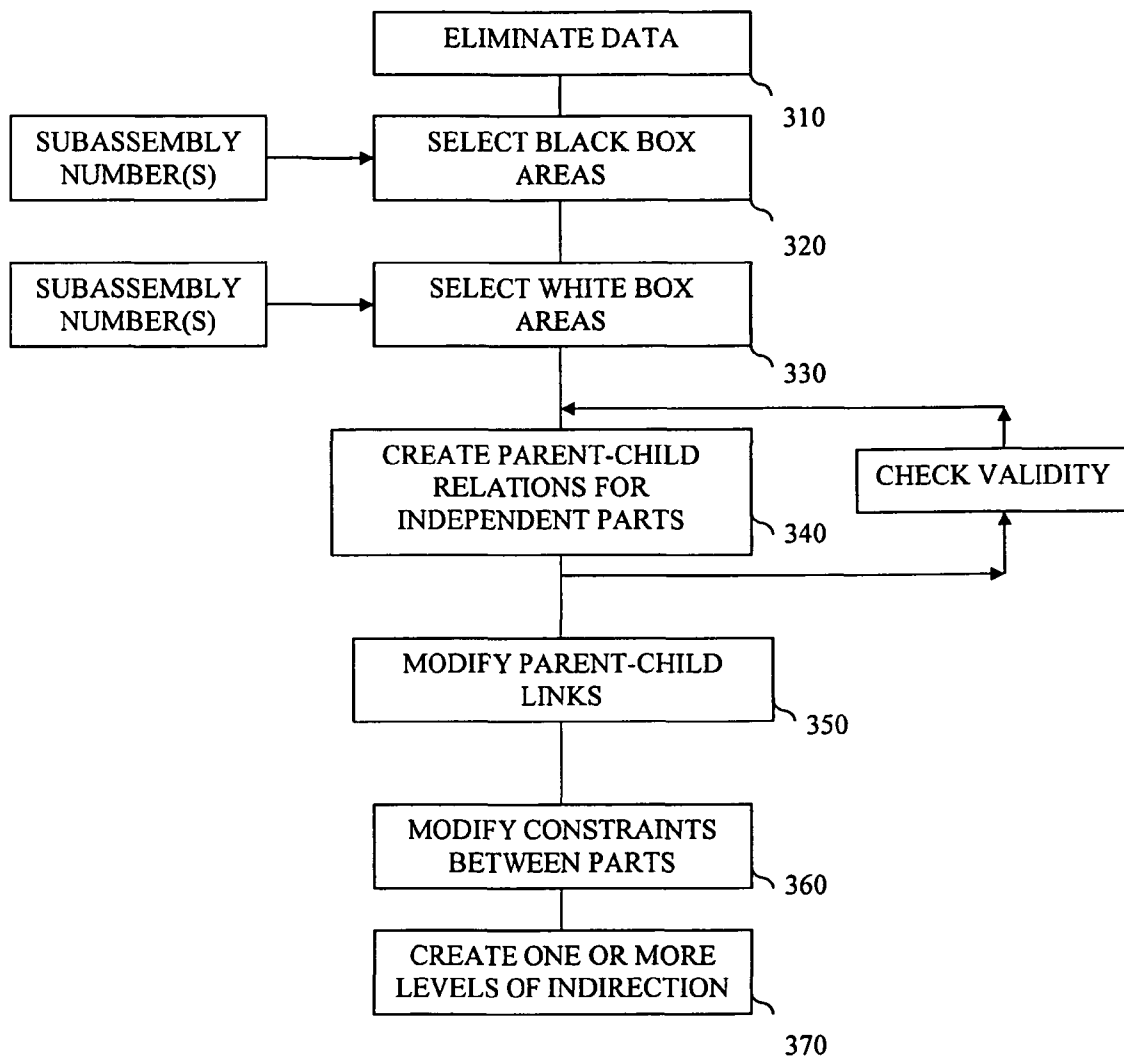 ELIMINATE DATA
310
SUBASSEMBLY
NUMBER(S)
SELECT BLACK BOX
AREAS
320
SUBASSEMBLY
NUMBER(S)
SELECT WHITE BOX
AREAS
330
CREATE PARENT-CHILD
RELATIONS FOR
INDEPENDENT PARTS
340
CHECK VALIDITY
MODIFY PARENT-CHILD
LINKS
350
MODIFY CONSTRAINTS
BETWEEN PARTS
360
CREATE ONE OR MORE
LEVELS OF INDIRECTION
370